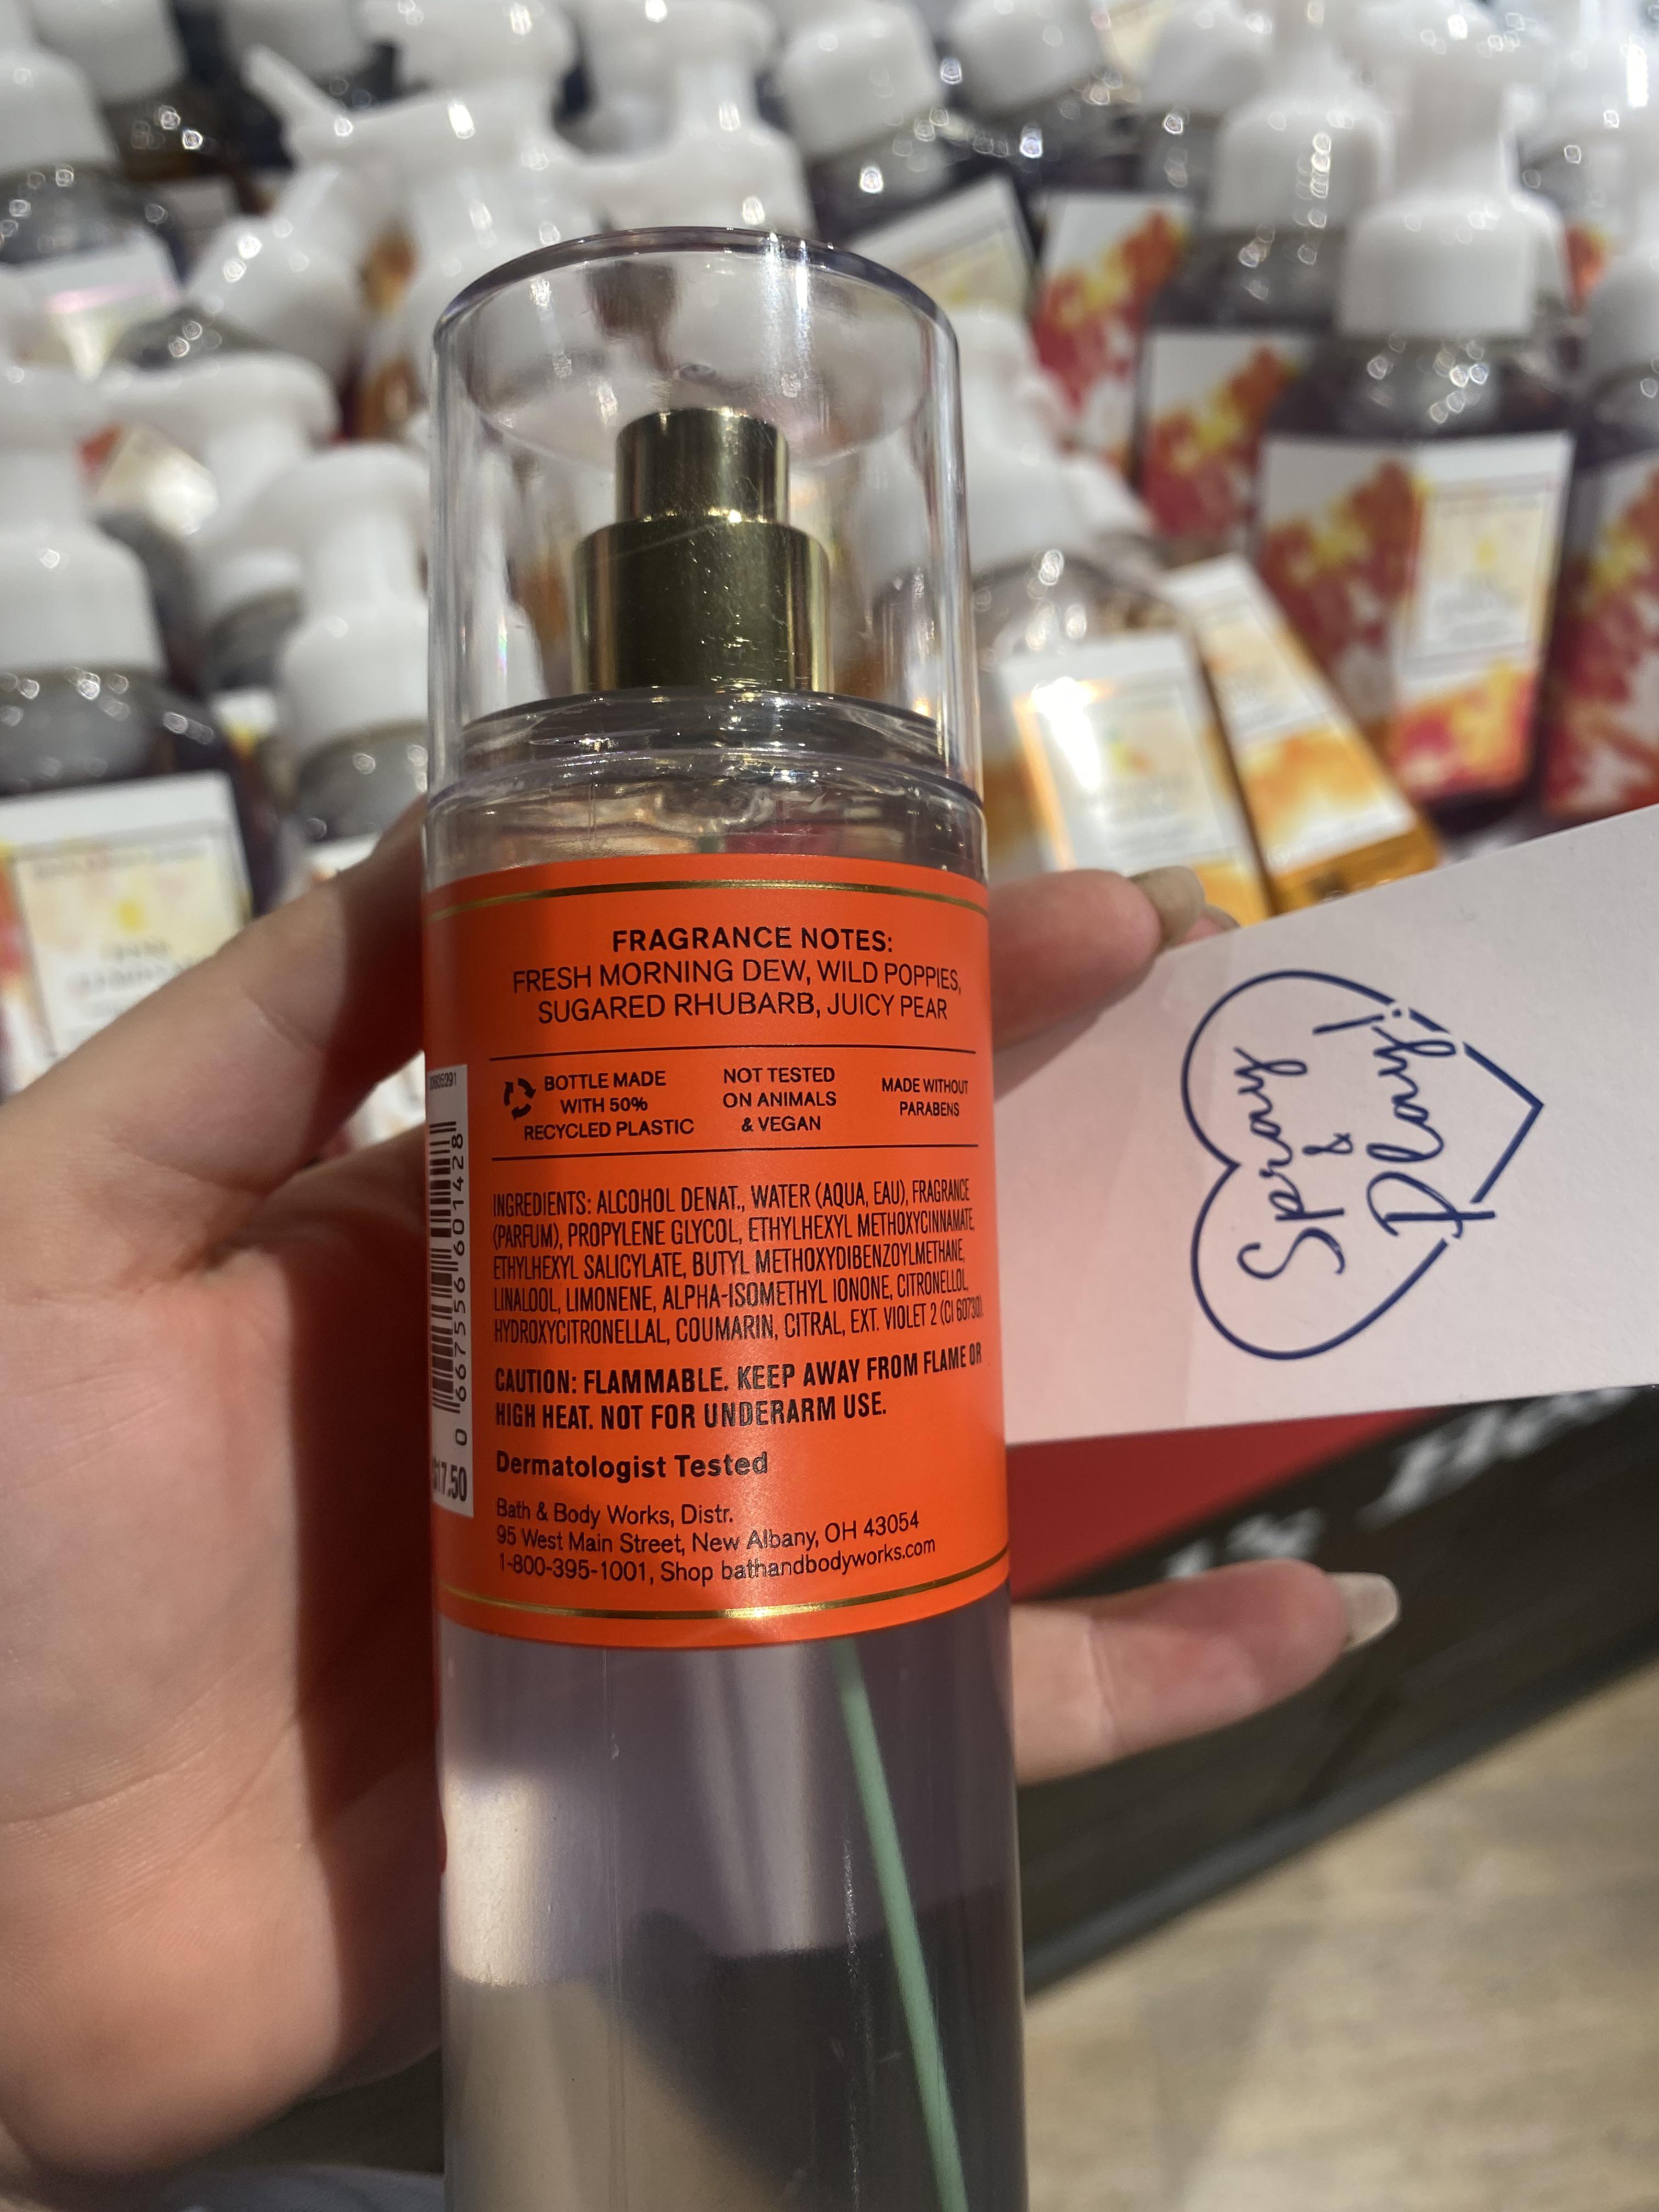 FRAGRANCE NOTES:
FRESH MORNING DEW, WILD POPPIES,
SUGARED RHUBARB, JUICY PEAR
BOTTLE MADE
WITH 50%
RECYCLED PLASTIC
NOT TESTED
ON ANIMALS
& VEGAN
MADE WITHOUT
PARABENS
INGREDIENTS: ALCOHOL DENAT., WATER (AQUA, EAU), FRAGRANCE
(PARFUM), PROPYLENE GLYCOL, ETHYLHEXYL METHOXYCINNAMATE,
ETHYLHEXYL SALICYLATE, BUTYL METHOXYDIBENZOYLMETHANE,
LINALOOL, LIMONENE, ALPHA-ISOMETHYL IONONE, CITRONELLOL,
HYDROXYCITRONELLAL, COUMARIN, CITRAL, EXT. VIOLET 2 (CI 60730).
CAUTION: FLAMMABLE. KEEP AWAY FROM FLAME OR
HIGH HEAT. NOT FOR UNDERARM USE.
Dermatologist Tested
Bath & Body Works, Distr.
95 West Main Street, New Albany, OH 43054
1-800-395-1001, Shop bathandbodyworks.com
0 667556 601428
$17.50
Spray
&
Play!